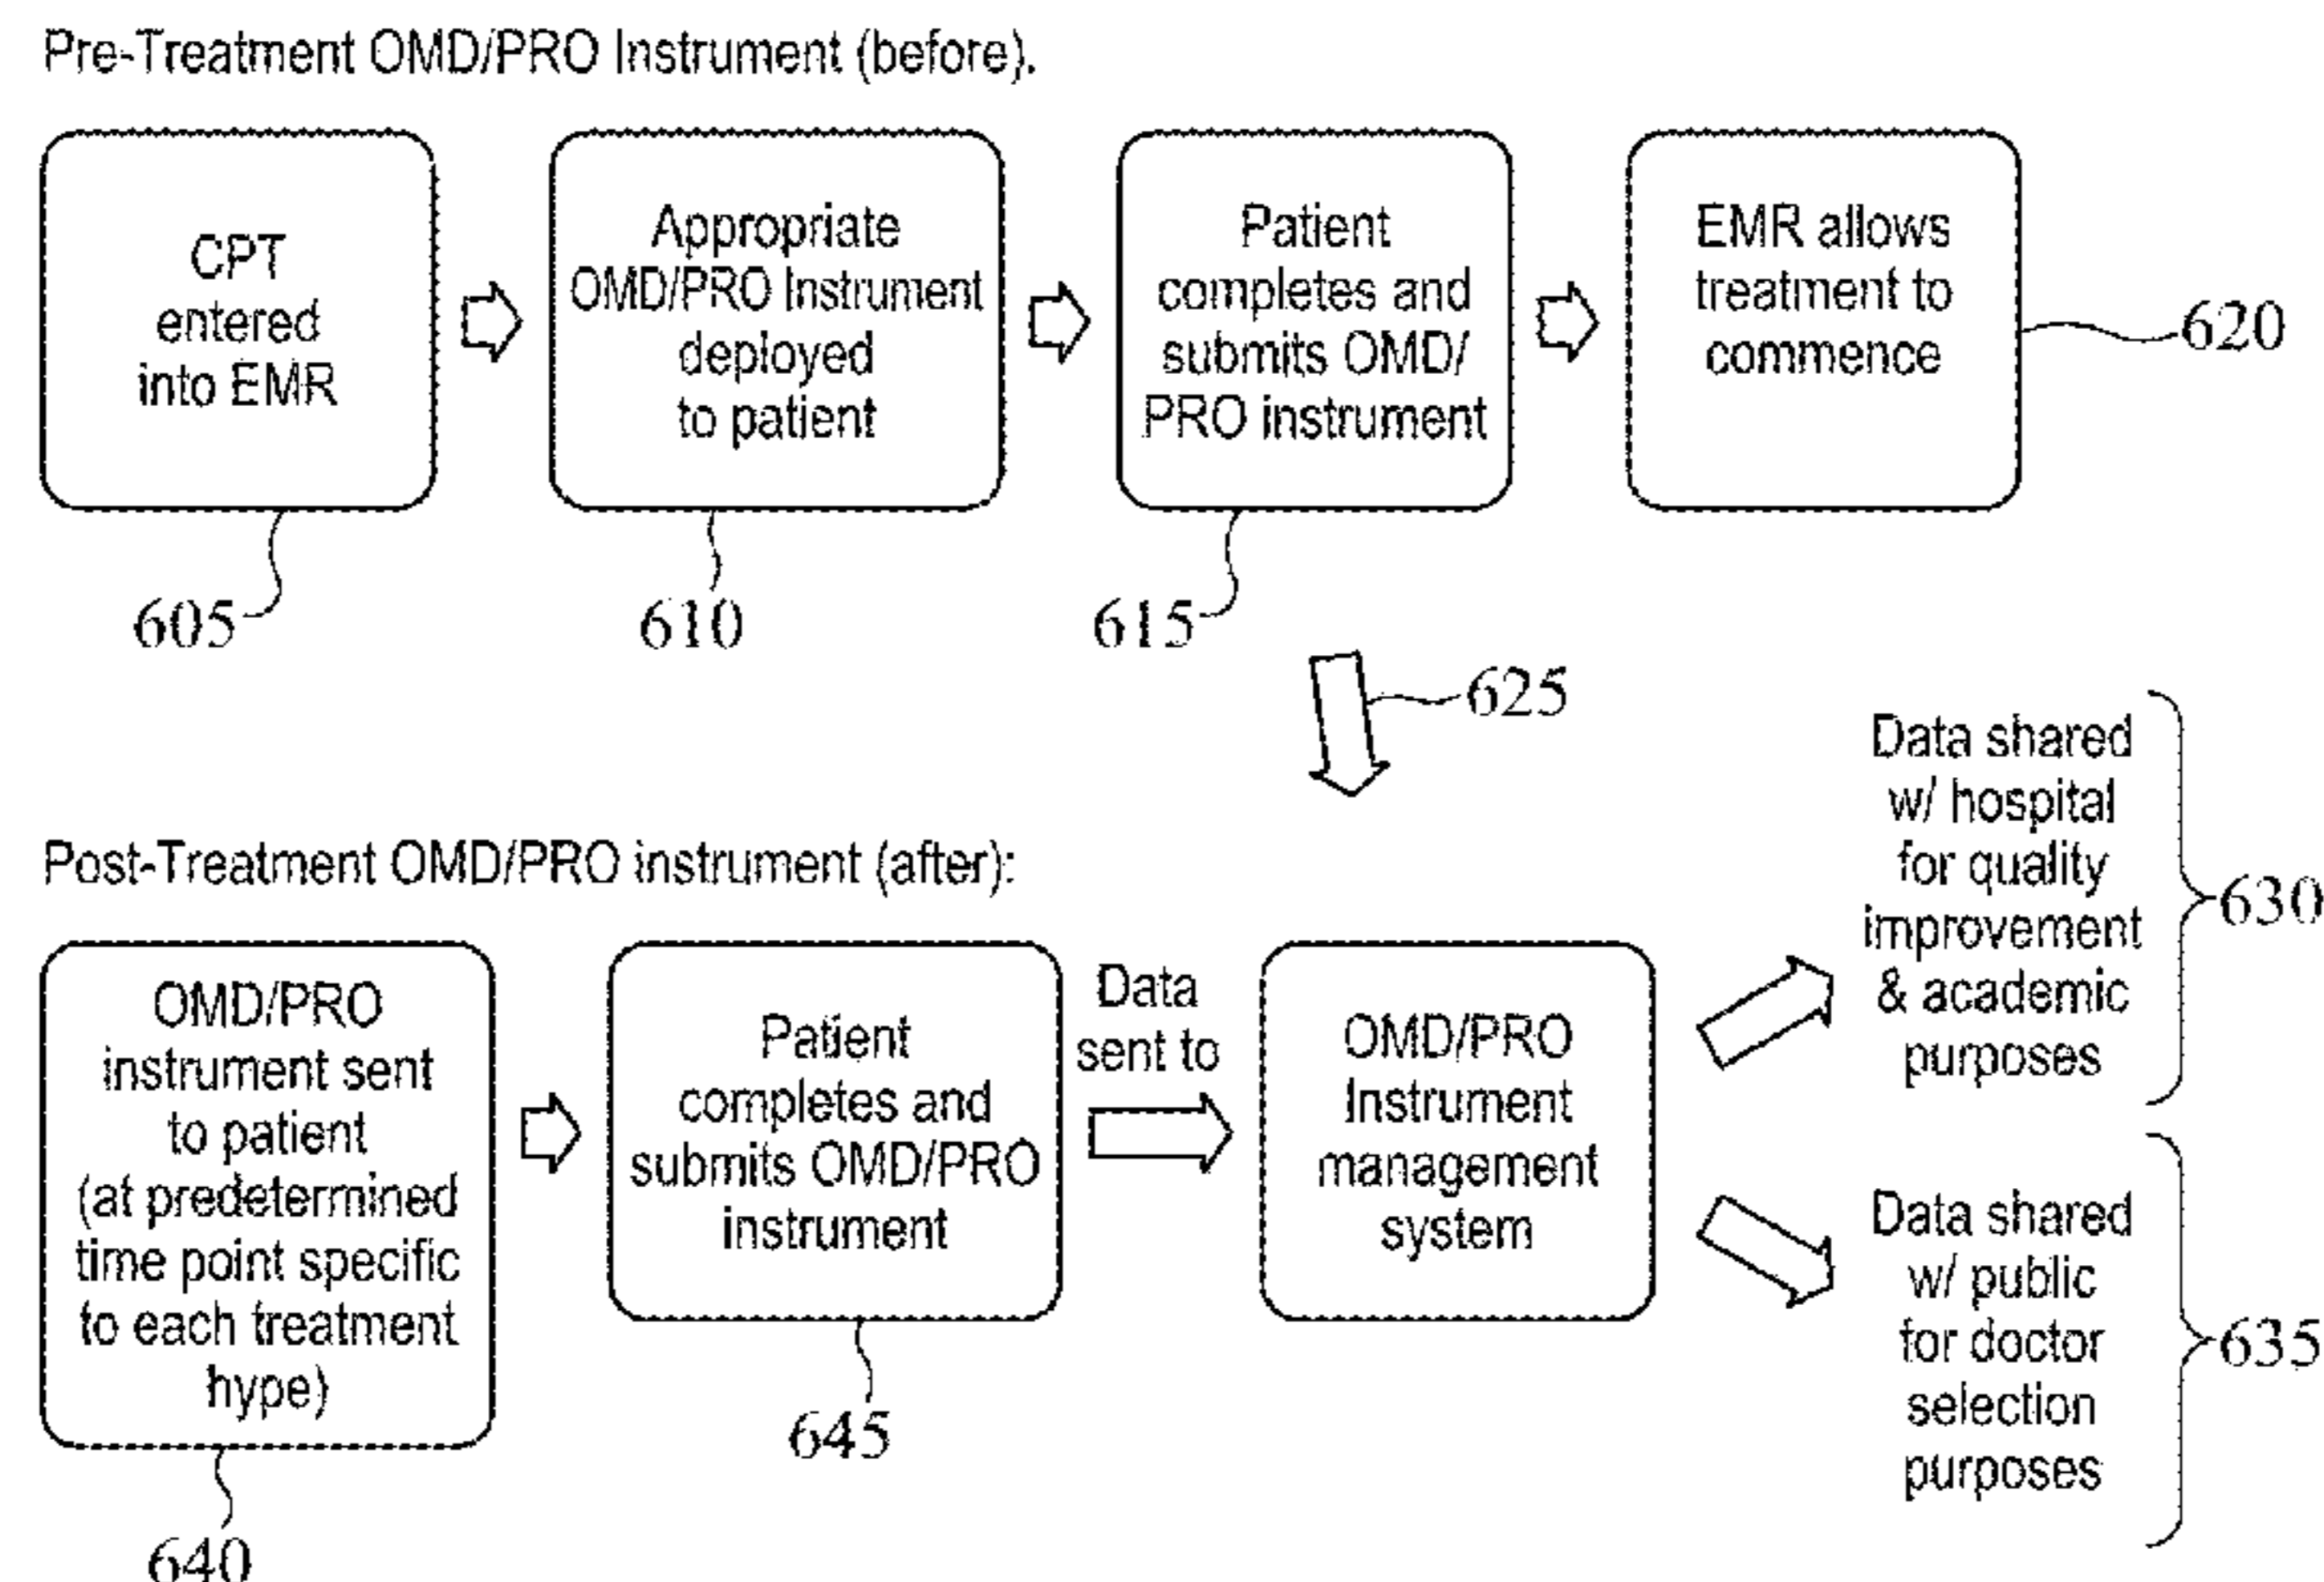 Pre-Treatment OMD/PRO Instrument (before).
CPT
entered
into EMR
Appropriate
OMD/PRO Instrument
deployed
to patient
Patient
completes and
submits OMD/
PRO instrument
EMR allows
treatment to
commence
620
605
610
615
625
Data shared
w/ hospital
for quality
improvement
& academic
purposes
630
Post-Treatment OMD/PRO instrument (after):
OMD/PRO
instrument sent
to patient
(at predetermined
time point specific
to each treatment
hype)
Patient
completes and
submits OMD/PRO
instrument
Data
sent to
OMD/PRO
Instrument
management
system
Data shared
w/ public
for doctor
selection
purposes
635
645
640